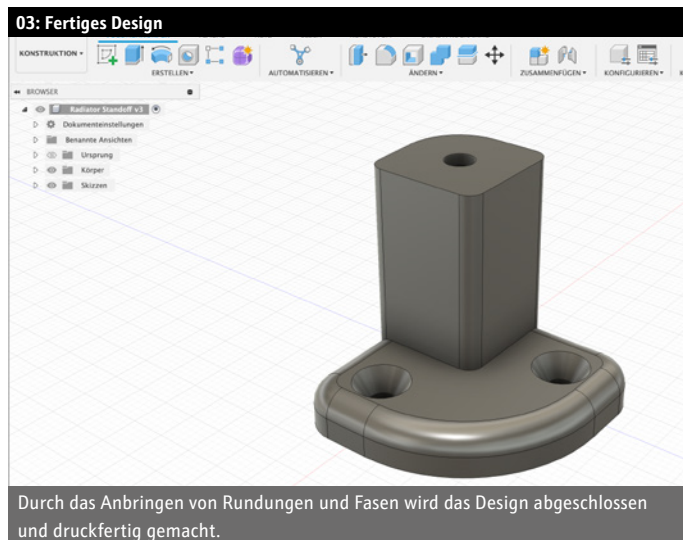 03: Fertiges Design
KONSTRUKTION
ERSTELLEN
AUTOMATISIEREN
ÄNDERN
ZUSAMMENFÜGEN
KONFIGURIEREN
BROWSER
Radiator Standoff v3
Dokumenteinstellungen
Benannte Ansichten
Ursprung
Körper
Skizzen
Durch das Anbringen von Rundungen und Fasen wird das Design abgeschlossen
und druckfertig gemacht.